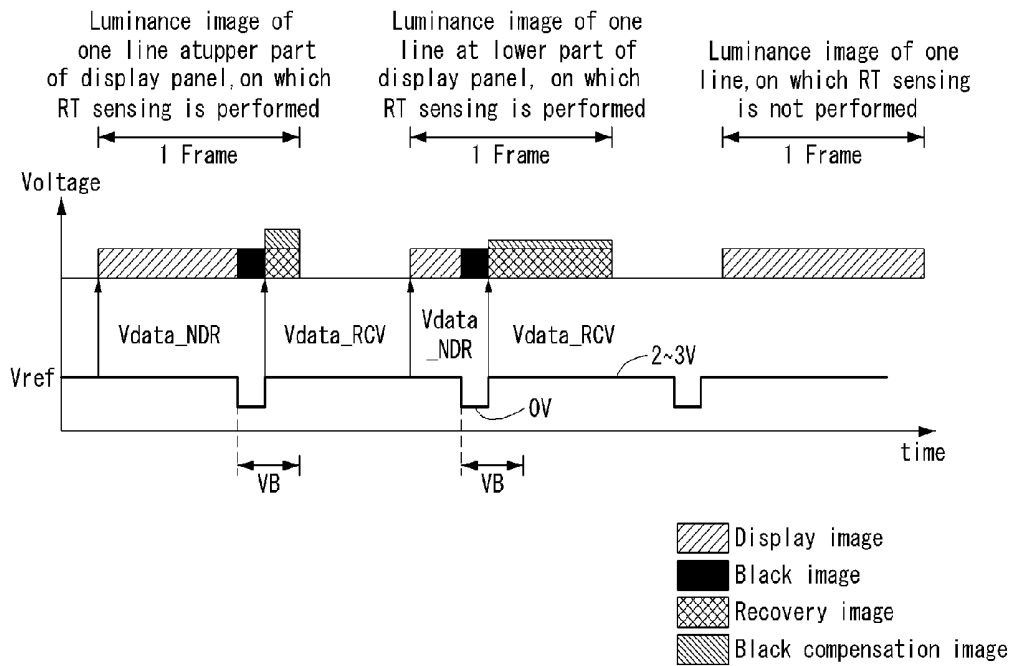 Luminance image of
one line atupper part
of display panel, on which
RT sensing is performed
1 Frame
Luminance image of one
line at lower part of
display panel, on which
RT sensing is performed
1 Frame
Luminance image of one
line, on which RT sensing
is not performed
1 Frame
Voltage
Vdata_NDR
Vdata_RCV
Vdata
_NDR
Vdata_RCV
2~3V
Vref
0V
time
VB
VB
Display image
Black image
Recovery image
Black compensation image